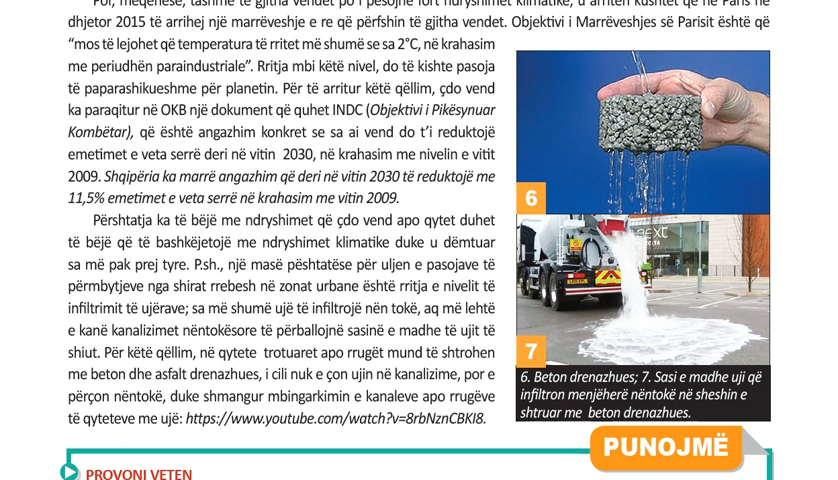 Por, meqenëse, tashmë të gjitha vendet po i pësojnë fort ndryshimet klimatike, u arritën kushtet që në Paris në
dhjetor 2015 të arrihej një marrëveshje e re që përfshin të gjitha vendet. Objektivi i Marrëveshjes së Parisit është që
“mos të lejohet që temperatura të rritet më shumë se sa 2°C, në krahasim
me periudhën paraindustriale”. Rritja mbi këtë nivel, do të kishte pasoja
të paparashikueshme për planetin. Për të arritur këtë qëllim, çdo vend
ka paraqitur në OKB një dokument që quhet INDC (Objektivi i Pikësynuar
Kombëtar), që është angazhim konkret se sa ai vend do t’i reduktojë
emetimet e veta serrë deri në vitin 2030, në krahasim me nivelin e vitit
2009. Shqipëria ka marrë angazhim që deri në vitin 2030 të reduktojë me
11,5% emetimet e veta serrë në krahasim me vitin 2009.
Përshtatja ka të bëjë me ndryshimet që çdo vend apo qytet duhet
të bëjë që të bashkëjetojë me ndryshimet klimatike duke u dëmtuar
sa më pak prej tyre. P.sh., një masë përshtatëse për uljen e pasojave të
përmbytjeve nga shirat rrebesh në zonat urbane është rritja e nivelit të
infiltrimit të ujërave; sa më shumë ujë të infiltrojë nën tokë, aq më lehtë
e kanë kanalizimet nëntokësore të përballojnë sasinë e madhe të ujit të
shiut. Për këtë qëllim, në qytete trotuaret apo rrugët mund të shtrohen
me beton dhe asfalt drenazhues, i cili nuk e çon ujin në kanalizime, por e
përçon nëntokë, duke shmangur mbingarkimin e kanaleve apo rrugëve
të qyteteve me ujë: https://www.youtube.com/watch?v=8rbNznCBKI8.
6
7
6. Beton drenazhues; 7. Sasi e madhe uji që
infiltron menjëherë nëntokë në sheshin e
shtruar me beton drenazhues.
PUNOJMË
PROVONI VETEN